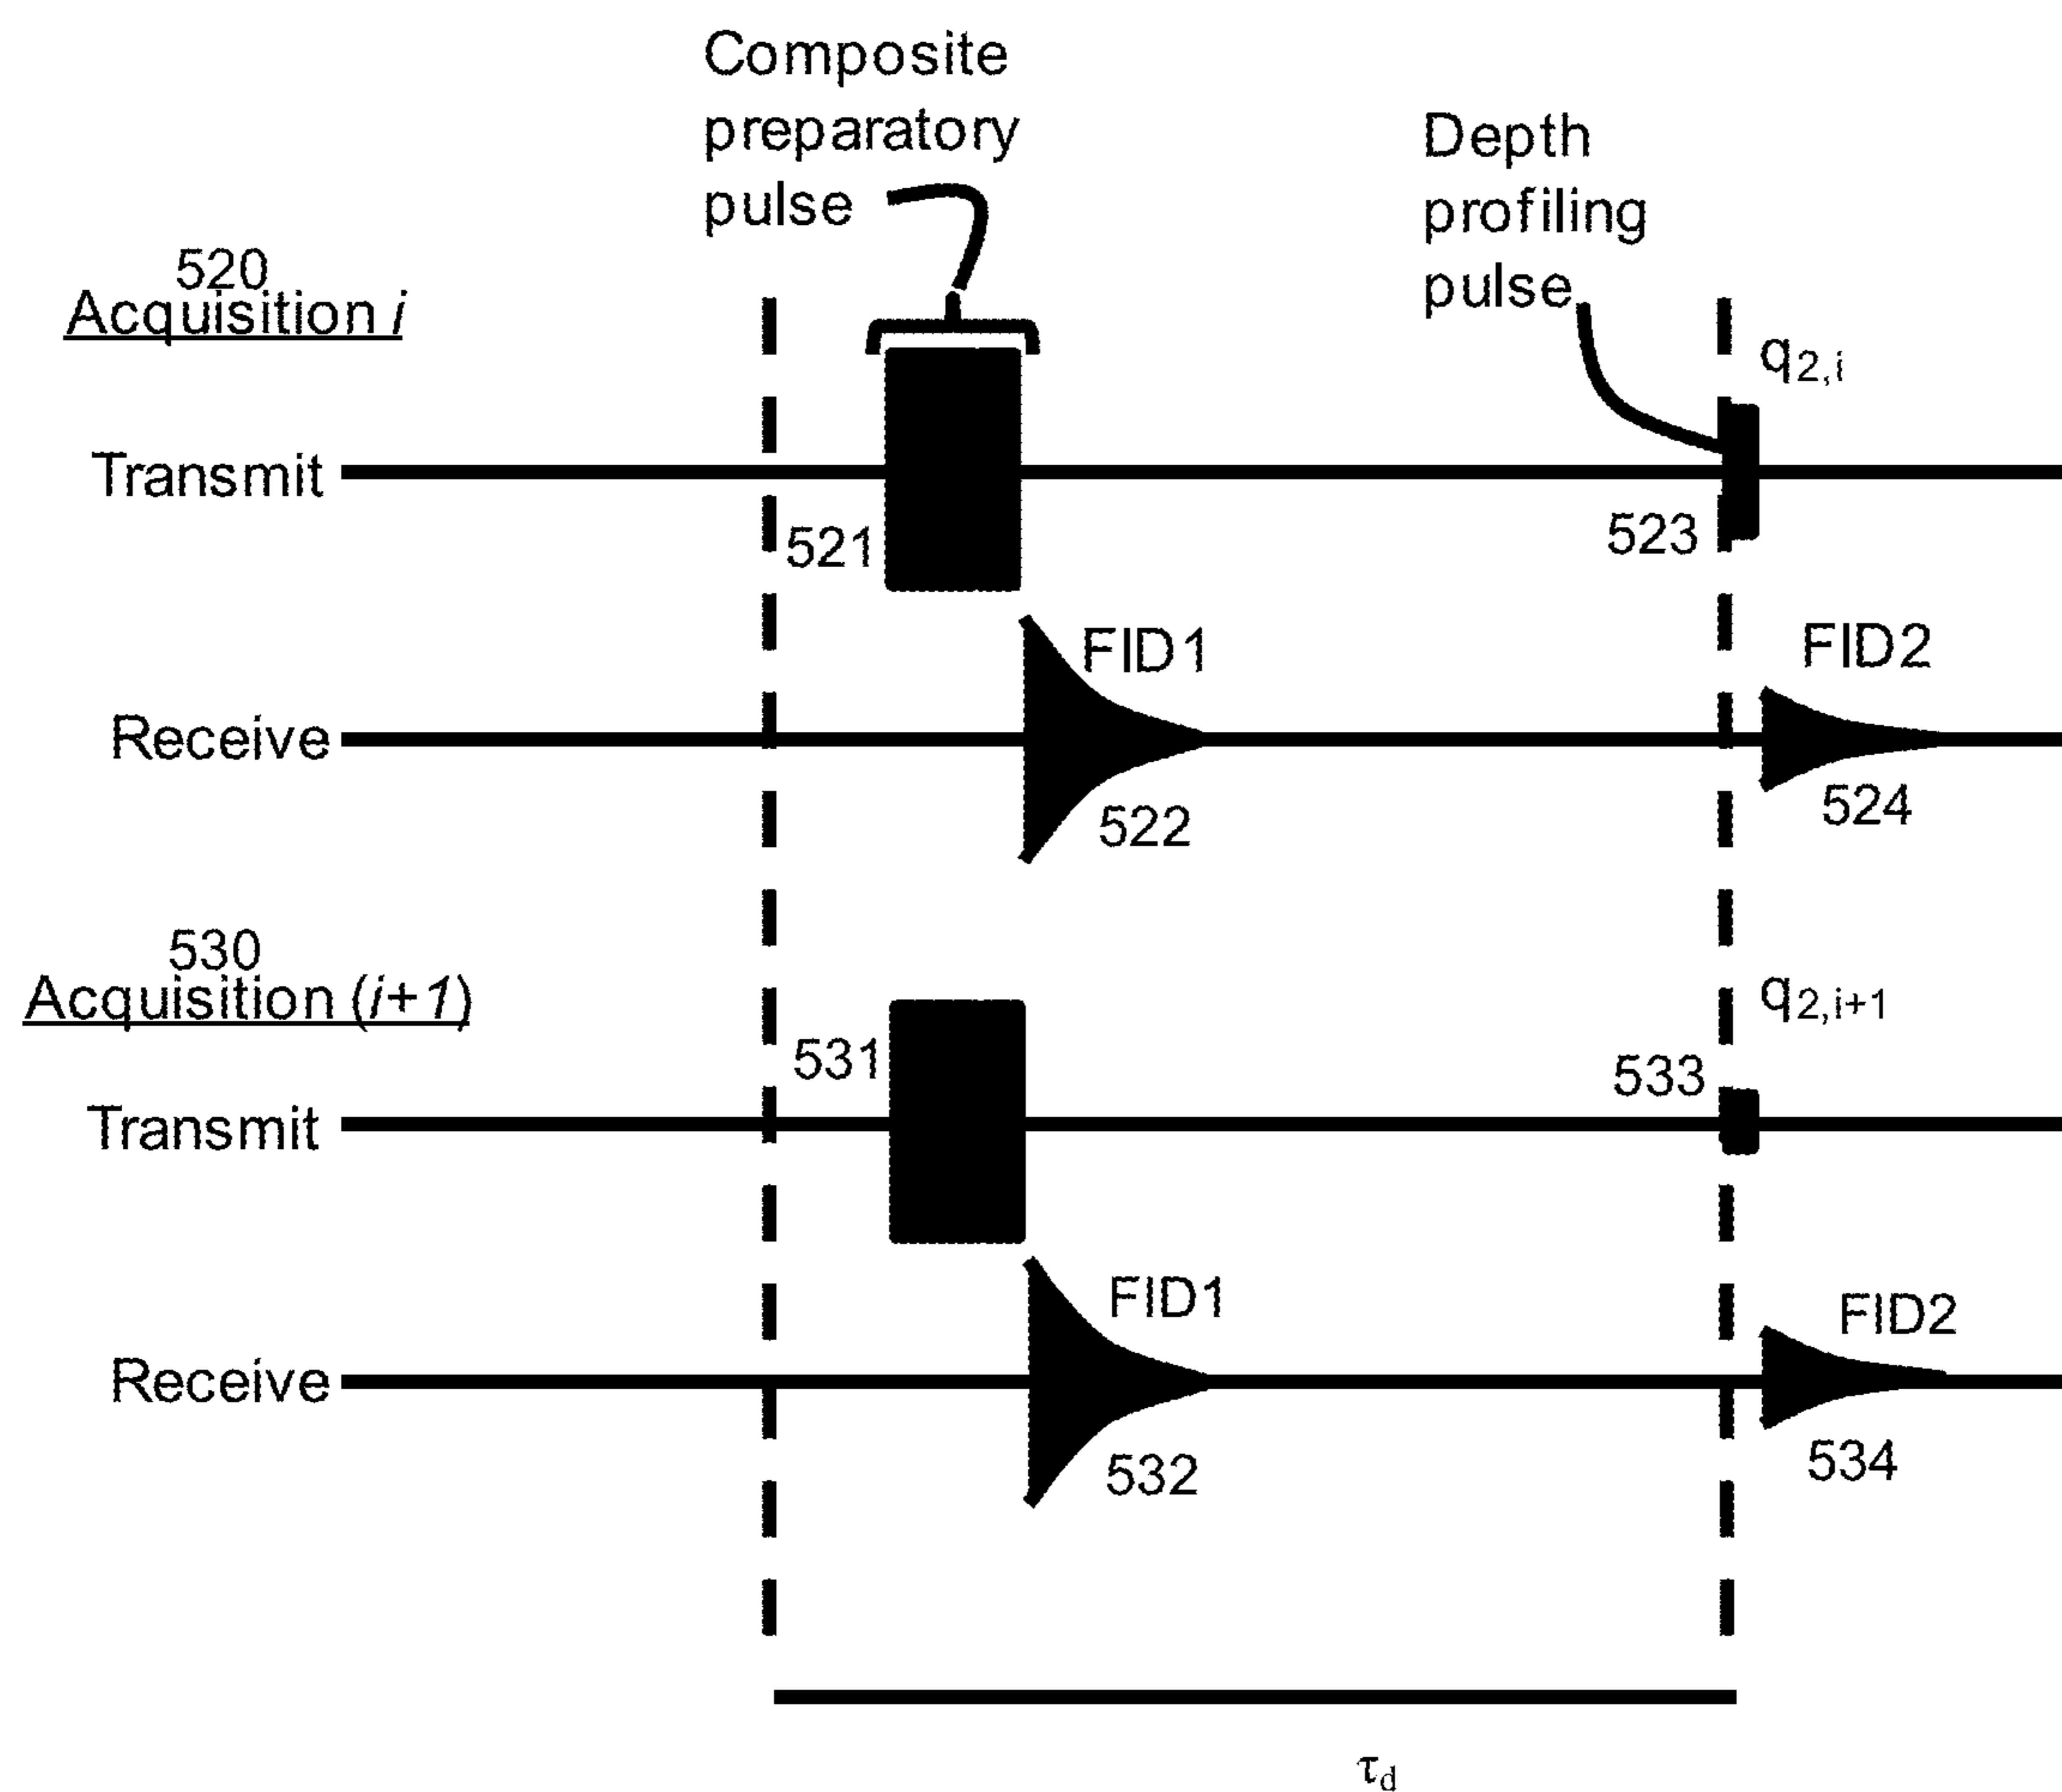 Composite
preparatory
pulse
Depth
profiling
pulse
520
Acquisition i
q2,i
Transmit
521
523
FID1
FID2
Receive
522
524
530
Acquisition (i+1)
q2,i+1
531
533
Transmit
FID1
FID2
Receive
532
534
τd